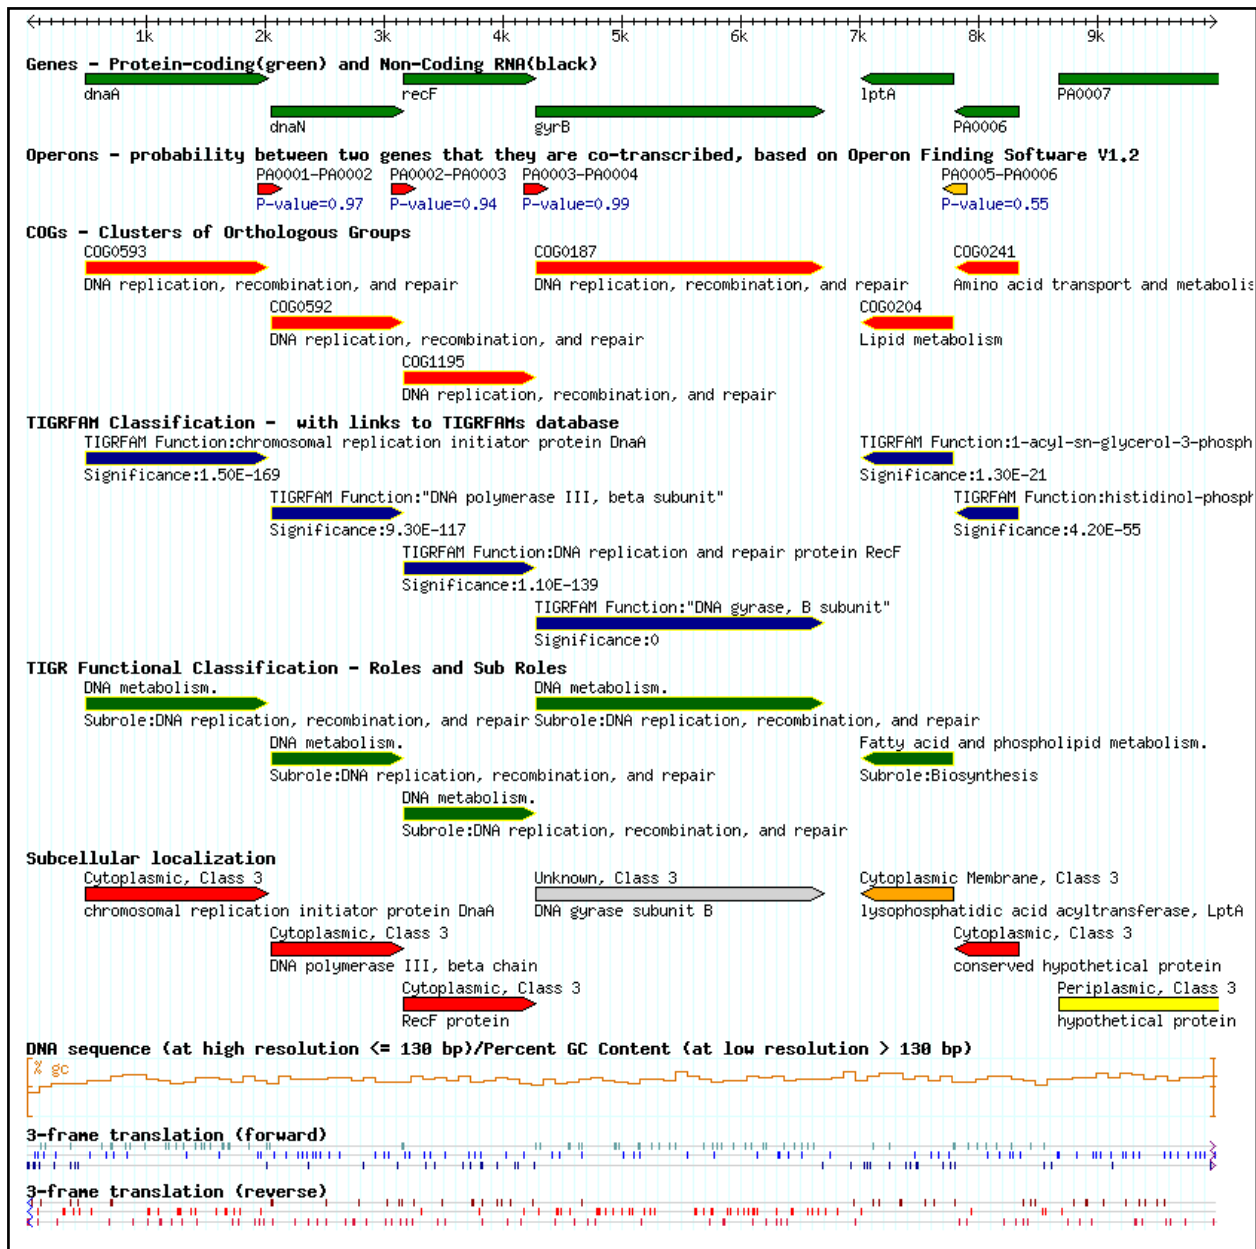 1k 2k 3k 4k 5k 6k 7k 8k 9k
Genes - Protein-coding(green) and Non-Coding RNA(black)
dnaA recF lptA PA0007
dnaN gyrB PA0006
Operons - probability between two genes that they are co-transcribed, based on Operon Finding Software V1.2
PA0001-PA0002 PA0002-PA0003 PA0003-PA0004 PA0005-PA0006
P-value=0.97 P-value=0.94 P-value=0.99 P-value=0.55
COGs - Clusters of Orthologous Groups
COG0593 COG0187 COG0241
DNA replication, recombination, and repair DNA replication, recombination, and repair Amino acid transport and metabolis
COG0592 COG0204
DNA replication, recombination, and repair Lipid metabolism
COG1195
DNA replication, recombination, and repair
TIGRFAM Classification - with links to TIGRFAMs database
TIGRFAM Function:chromosomal replication initiator protein DnaA TIGRFAM Function:1-acyl-sn-glycerol-3-phosph
Significance:1.50E-169 Significance:1.30E-21
TIGRFAM Function:"DNA polymerase III, beta subunit" TIGRFAM Function:histidinol-phosph
Significance:9.30E-117 Significance:4.20E-55
TIGRFAM Function:DNA replication and repair protein RecF
Significance:1.10E-139
TIGRFAM Function:"DNA gyrase, B subunit"
Significance:0
TIGR Functional Classification - Roles and Sub Roles
DNA metabolism. DNA metabolism.
Subrole:DNA replication, recombination, and repair Subrole:DNA replication, recombination, and repair
DNA metabolism. Fatty acid and phospholipid metabolism.
Subrole:DNA replication, recombination, and repair Subrole:Biosynthesis
DNA metabolism.
Subrole:DNA replication, recombination, and repair
Subcellular localization
Cytoplasmic, Class 3 Unknown, Class 3 Cytoplasmic Membrane, Class 3
chromosomal replication initiator protein DnaA DNA gyrase subunit B lysophosphatidic acid acyltransferase, LptA
Cytoplasmic, Class 3 Cytoplasmic, Class 3
DNA polymerase III, beta chain conserved hypothetical protein
Cytoplasmic, Class 3 Periplasmic, Class 3
RecF protein hypothetical protein
DNA sequence (at high resolution <= 130 bp)/Percent GC Content (at low resolution > 130 bp)
% gc
3-frame translation (forward)
3-frame translation (reverse)